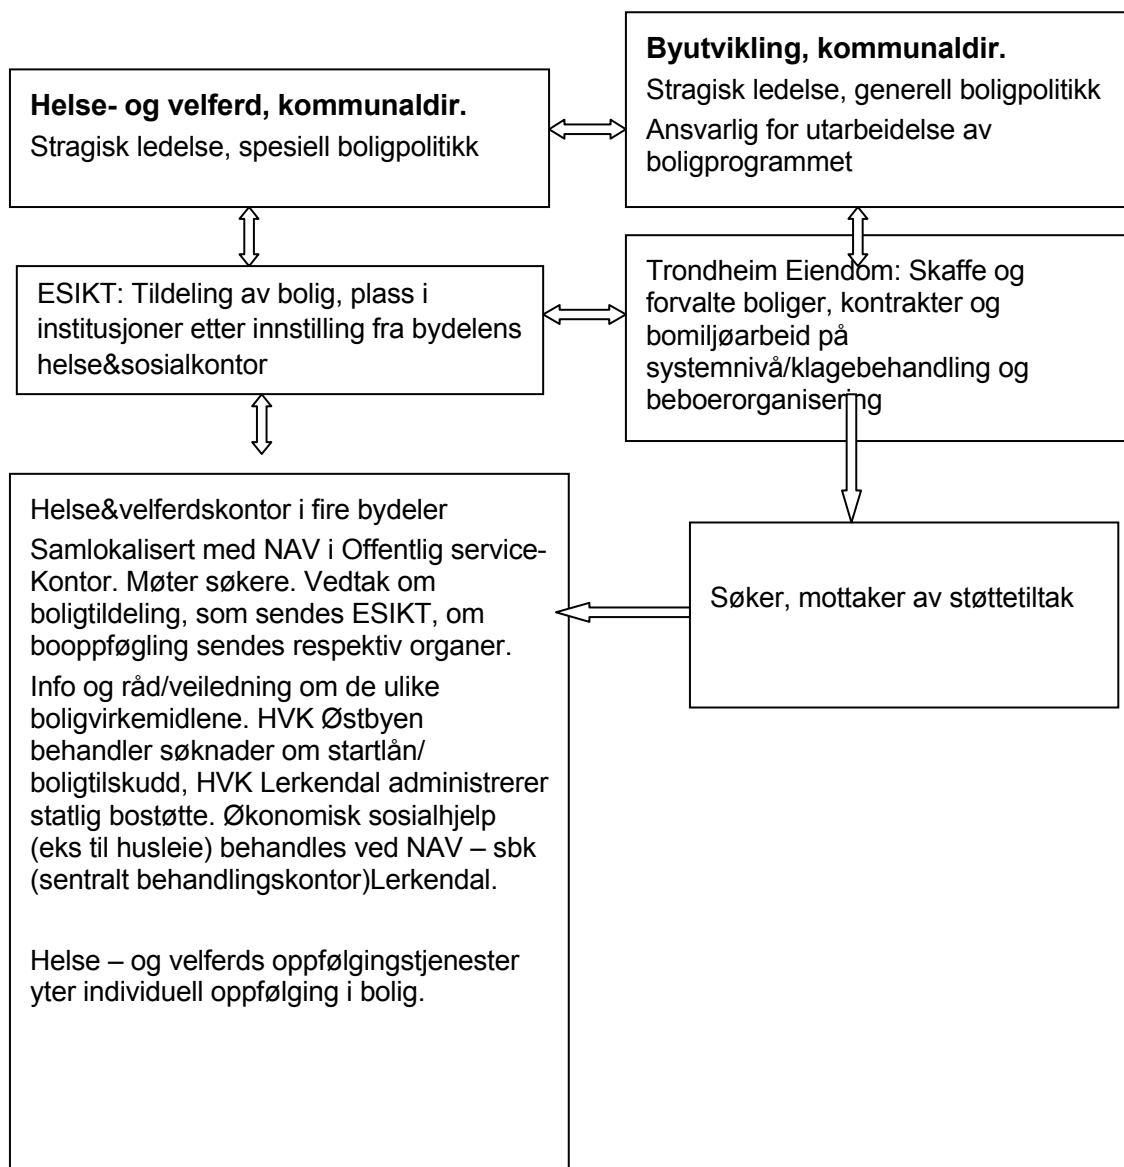 Helse- og velferd, kommunaldir.
Stragisk ledelse, spesiell boligpolitikk
Byutvikling, kommunaldir.
Stragisk ledelse, generell boligpolitikk
Ansvarlig for utarbeidelse av
boligprogrammet
ESIKT: Tildeling av bolig, plass i
institusjoner etter innstilling fra bydelens
helse&sosialkontor
Trondheim Eiendom: Skaffe og
forvalte boliger, kontrakter og
bomiljøarbeid på
systemnivå/klagebehandling og
beboerorganisering
Helse&velferdskontor i fire bydeler
Samlokalisert med NAV i Offentlig service-
Kontor. Møter søkere. Vedtak om
boligtildeling, som sendes ESIKT, om
booppføgling sendes respektiv organer.
Info og råd/veiledning om de ulike
boligvirkemidlene. HVK Østbyen
behandler søknader om startlån/
boligtilskudd, HVK Lerkendal administrerer
statlig bostøtte. Økonomisk sosialhjelp
(eks til husleie) behandles ved NAV – sbk
(sentralt behandlingskontor)Lerkendal.
Helse – og velferds oppfølgingstjenester
yter individuell oppfølging i bolig.
Søker, mottaker av støttetiltak